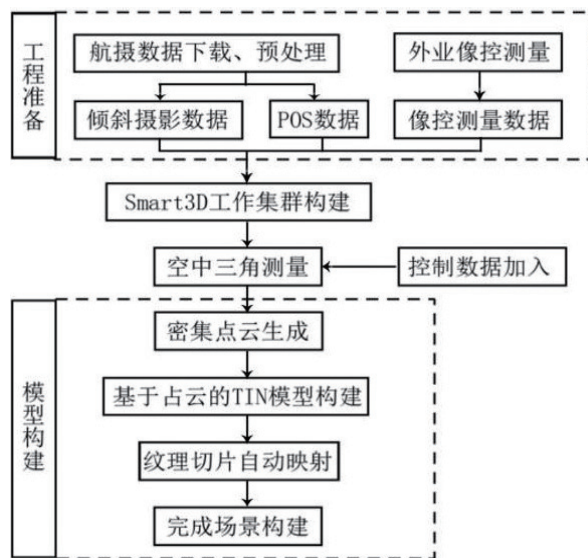 工程准备
航摄数据下载、预处理
外业像控测量
倾斜摄影数据
POS数据
像控测量数据
Smart3D工作集群构建
空中三角测量
控制数据加入
模型构建
密集点云生成
基于占云的TIN模型构建
纹理切片自动映射
完成场景构建